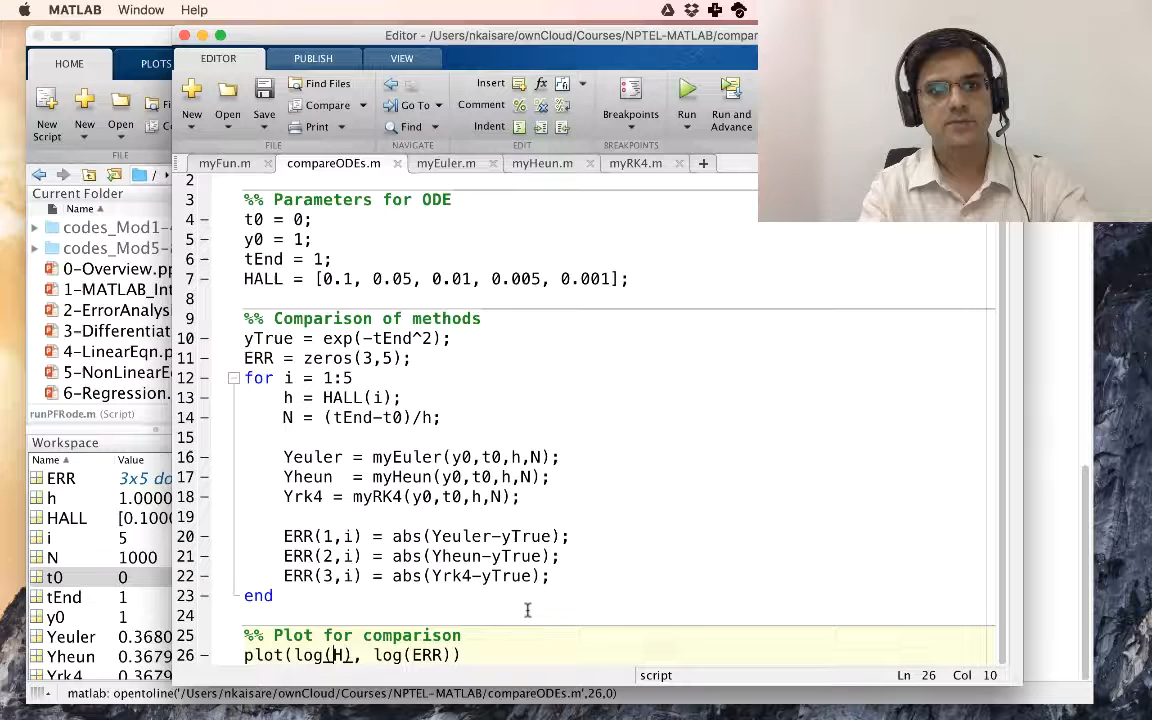 MATLAB Window Help
Editor - /Users/nkaisare/ownCloud/Courses/NPTEL-MATLAB/compar
HOME PLOTS
EDITOR PUBLISH VIEW
New Script New Open
FILE
New Open Save
Find Files
Compare
Print
FILE
Go To
Find
NAVIGATE
Insert
Comment
Indent
EDIT
Breakpoints
BREAKPOINTS
Run Run and Advance
myFun.m compareODEs.m myEuler.m myHeun.m myRK4.m
Current Folder
Name
codes_Mod1-
codes_Mod5-
0-Overview.pp
1-MATLAB_Int
2-ErrorAnalys
3-Differentiat
4-LinearEqn.p
5-NonLinearE
6-Regression.
runPFRode.m (Script)
Workspace
Name Value
ERR 3x5 do
h 1.0000
HALL [0.1000
i 5
N 1000
t0 0
tEnd 1
y0 1
Yeuler 0.3680
Yheun 0.3679
Yrk4 0.3679
2
3 %% Parameters for ODE
4 t0 = 0;
5 y0 = 1;
6 tEnd = 1;
7 HALL = [0.1, 0.05, 0.01, 0.005, 0.001];
8
9 %% Comparison of methods
10 yTrue = exp(-tEnd^2);
11 ERR = zeros(3,5);
12 for i = 1:5
13 h = HALL(i);
14 N = (tEnd-t0)/h;
15
16 Yeuler = myEuler(y0,t0,h,N);
17 Yheun = myHeun(y0,t0,h,N);
18 Yrk4 = myRK4(y0,t0,h,N);
19
20 ERR(1,i) = abs(Yeuler-yTrue);
21 ERR(2,i) = abs(Yheun-yTrue);
22 ERR(3,i) = abs(Yrk4-yTrue);
23 end
24
25 %% Plot for comparison
26 plot(log(H), log(ERR))
script Ln 26 Col 10
matlab: opentoline('/Users/nkaisare/ownCloud/Courses/NPTEL-MATLAB/compareODEs.m',26,0)